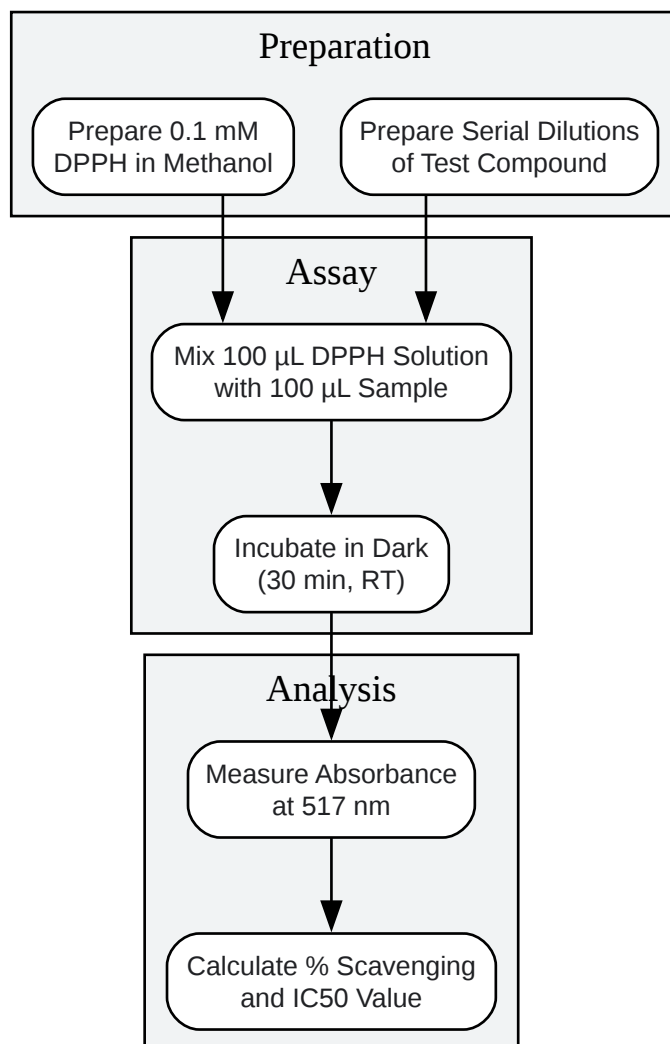 Preparation
Prepare 0.1 mM
DPPH in Methanol
Prepare Serial Dilutions
of Test Compound
Assay
Mix 100 µL DPPH Solution
with 100 µL Sample
Incubate in Dark
(30 min, RT)
Analysis
Measure Absorbance
at 517 nm
Calculate % Scavenging
and IC50 Value